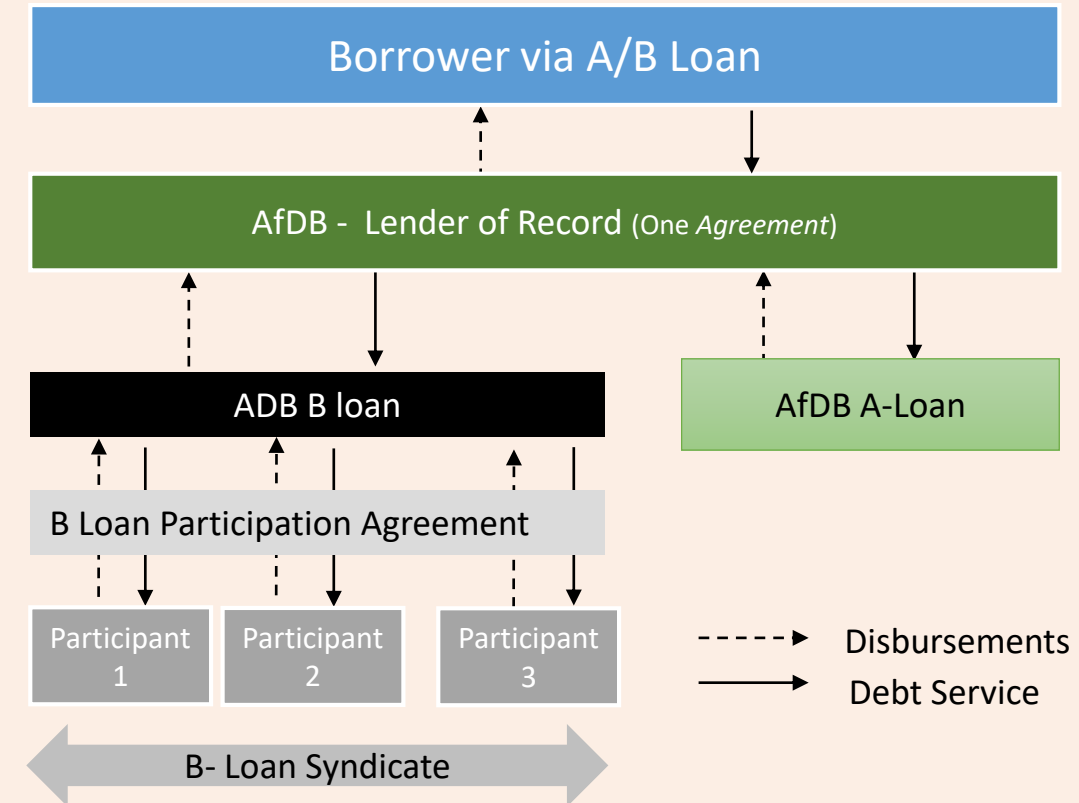 Borrower via A/B Loan
AfDB - Lender of Record (One Agreement)
ADB B loan
AfDB A-Loan
B Loan Participation Agreement
Participant
1
Participant
2
Participant
3
Disbursements
Debt Service
B- Loan Syndicate